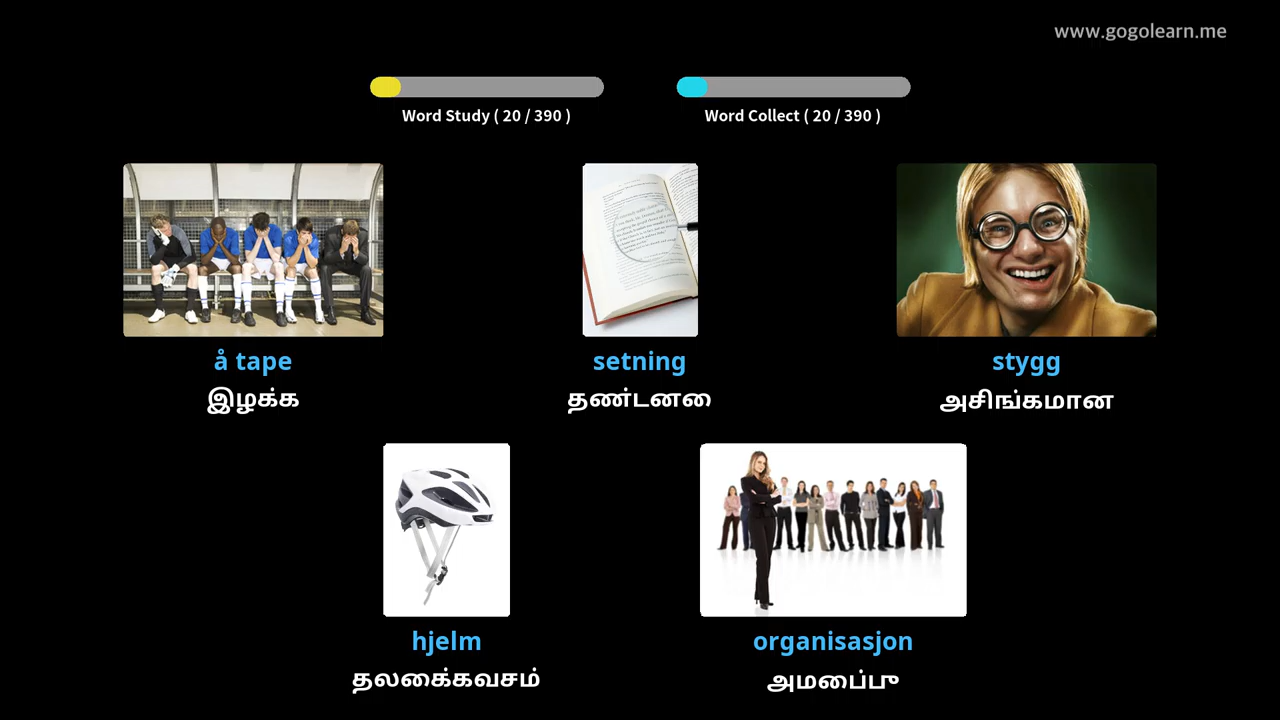 www.gogolearn.me
Word Study ( 20 / 390 )
Word Collect ( 20 / 390 )
å tape
இழக்க
setning
தண்டனை
stygg
அசிங்கமான
hjelm
தலைக்கவசம்
organisasjon
அமைப்பு